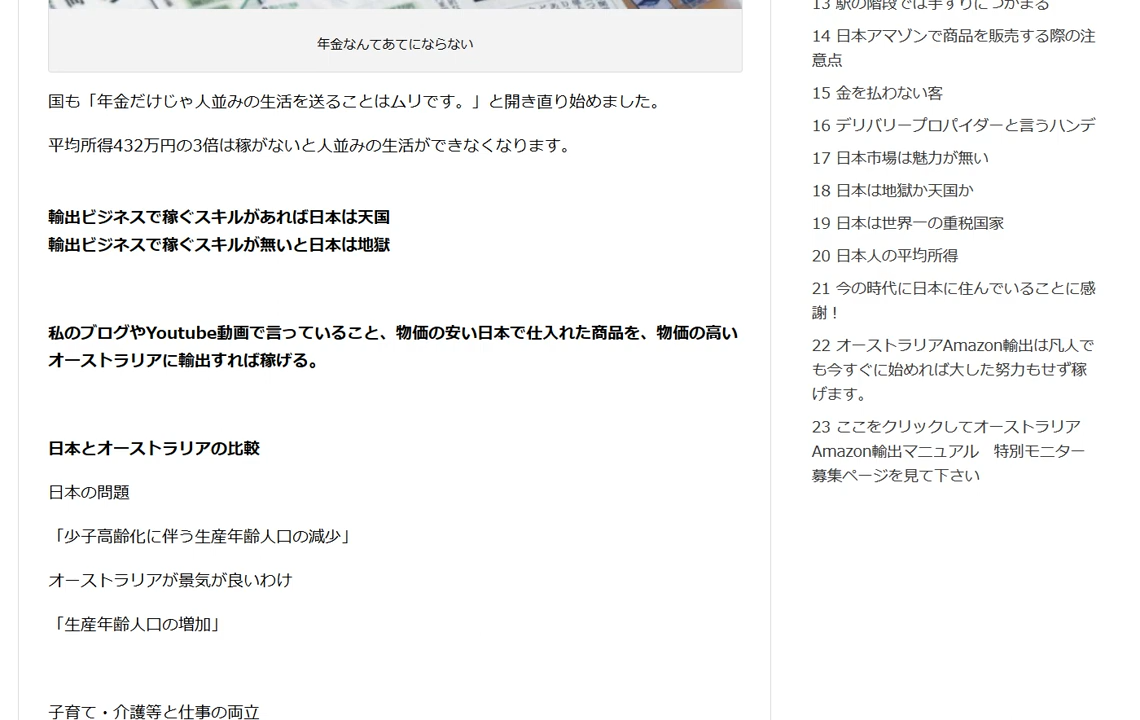 年金なんてあてにならない
国も「年金だけじゃ人並みの生活を送ることはムリです。」と開き直り始めました。
平均所得432万円の3倍は稼がないと人並みの生活ができなくなります。
輸出ビジネスで稼ぐスキルがあれば日本は天国
輸出ビジネスで稼ぐスキルが無いと日本は地獄
私のブログやYoutube動画で言っていること、物価の安い日本で仕入れた商品を、物価の高い
オーストラリアに輸出すれば稼げる。
日本とオーストラリアの比較
日本の問題
「少子高齢化に伴う生産年齢人口の減少」
オーストラリアが景気が良いわけ
「生産年齢人口の増加」
子育て・介護等と仕事の両立
13 駅の階段では手すりにつかまる
14 日本アマゾンで商品を販売する際の注
意点
15 金を払わない客
16 デリバリープロバイダーと言うハンデ
17 日本市場は魅力が無い
18 日本は地獄か天国か
19 日本は世界一の重税国家
20 日本人の平均所得
21 今の時代に日本に住んでいることに感
謝！
22 オーストラリアAmazon輸出は凡人で
も今すぐに始めれば大した努力もせず稼
げます。
23 ここをクリックしてオーストラリア
Amazon輸出マニュアル　特別モニター
募集ページを見て下さい